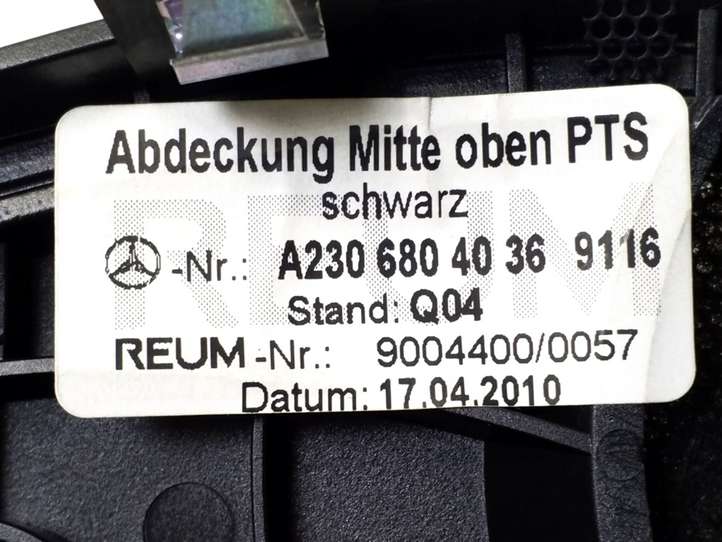 Abdeckung Mitte oben PTS
schwarz
-Nr.: A230 680 40 36 9116
Stand: Q04
REUM-Nr.: 9004400/0057
Datum: 17.04.2010
REUM